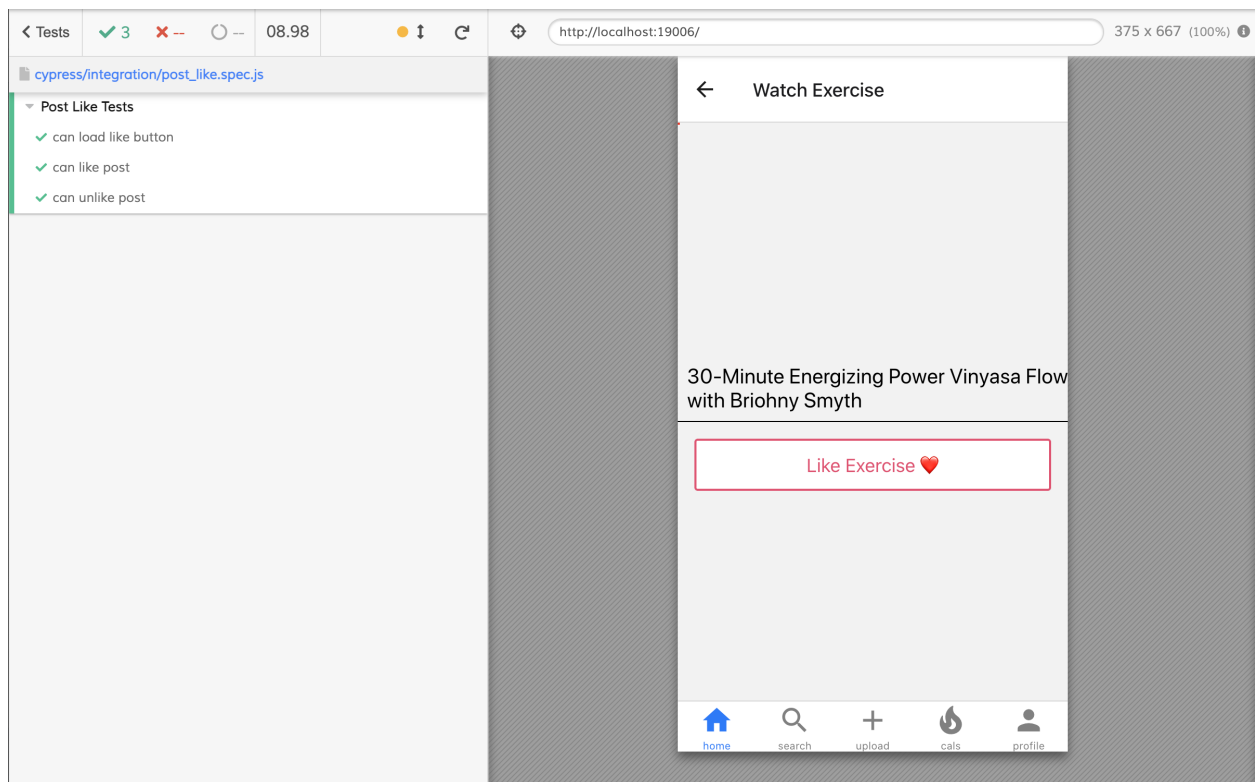 Tests
3
--
--
08.98
http://localhost:19006/
375 x 667 (100%)
cypress/integration/post_like.spec.js
Post Like Tests
can load like button
can like post
can unlike post
Watch Exercise
30-Minute Energizing Power Vinyasa Flow
with Briohny Smyth
Like Exercise ❤️
home search upload cals profile